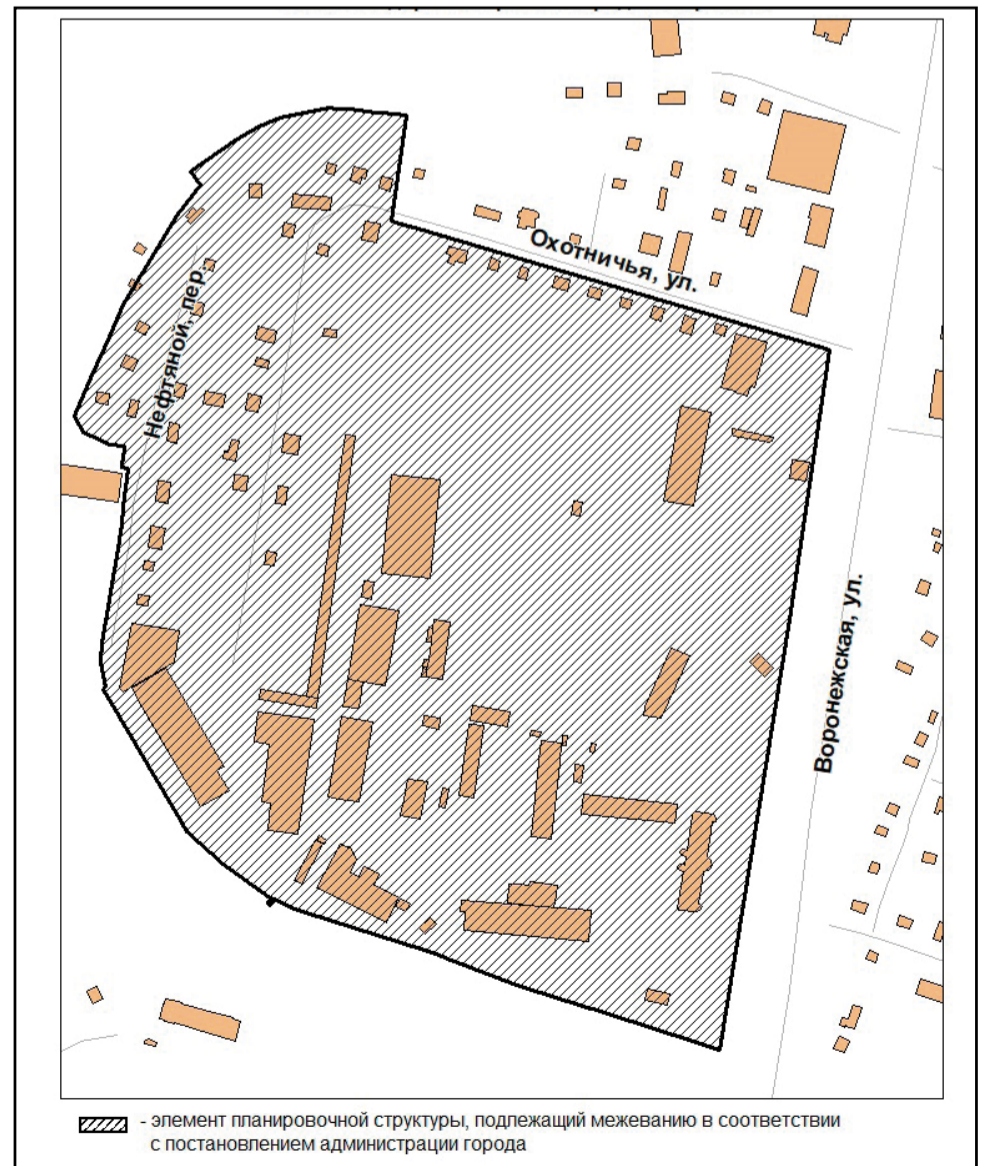 Охотничья, ул.
Нефтяной, пер.
Воронежская, ул.
- элемент планировочной структуры, подлежащий межеванию в соответствии
с постановлением администрации города